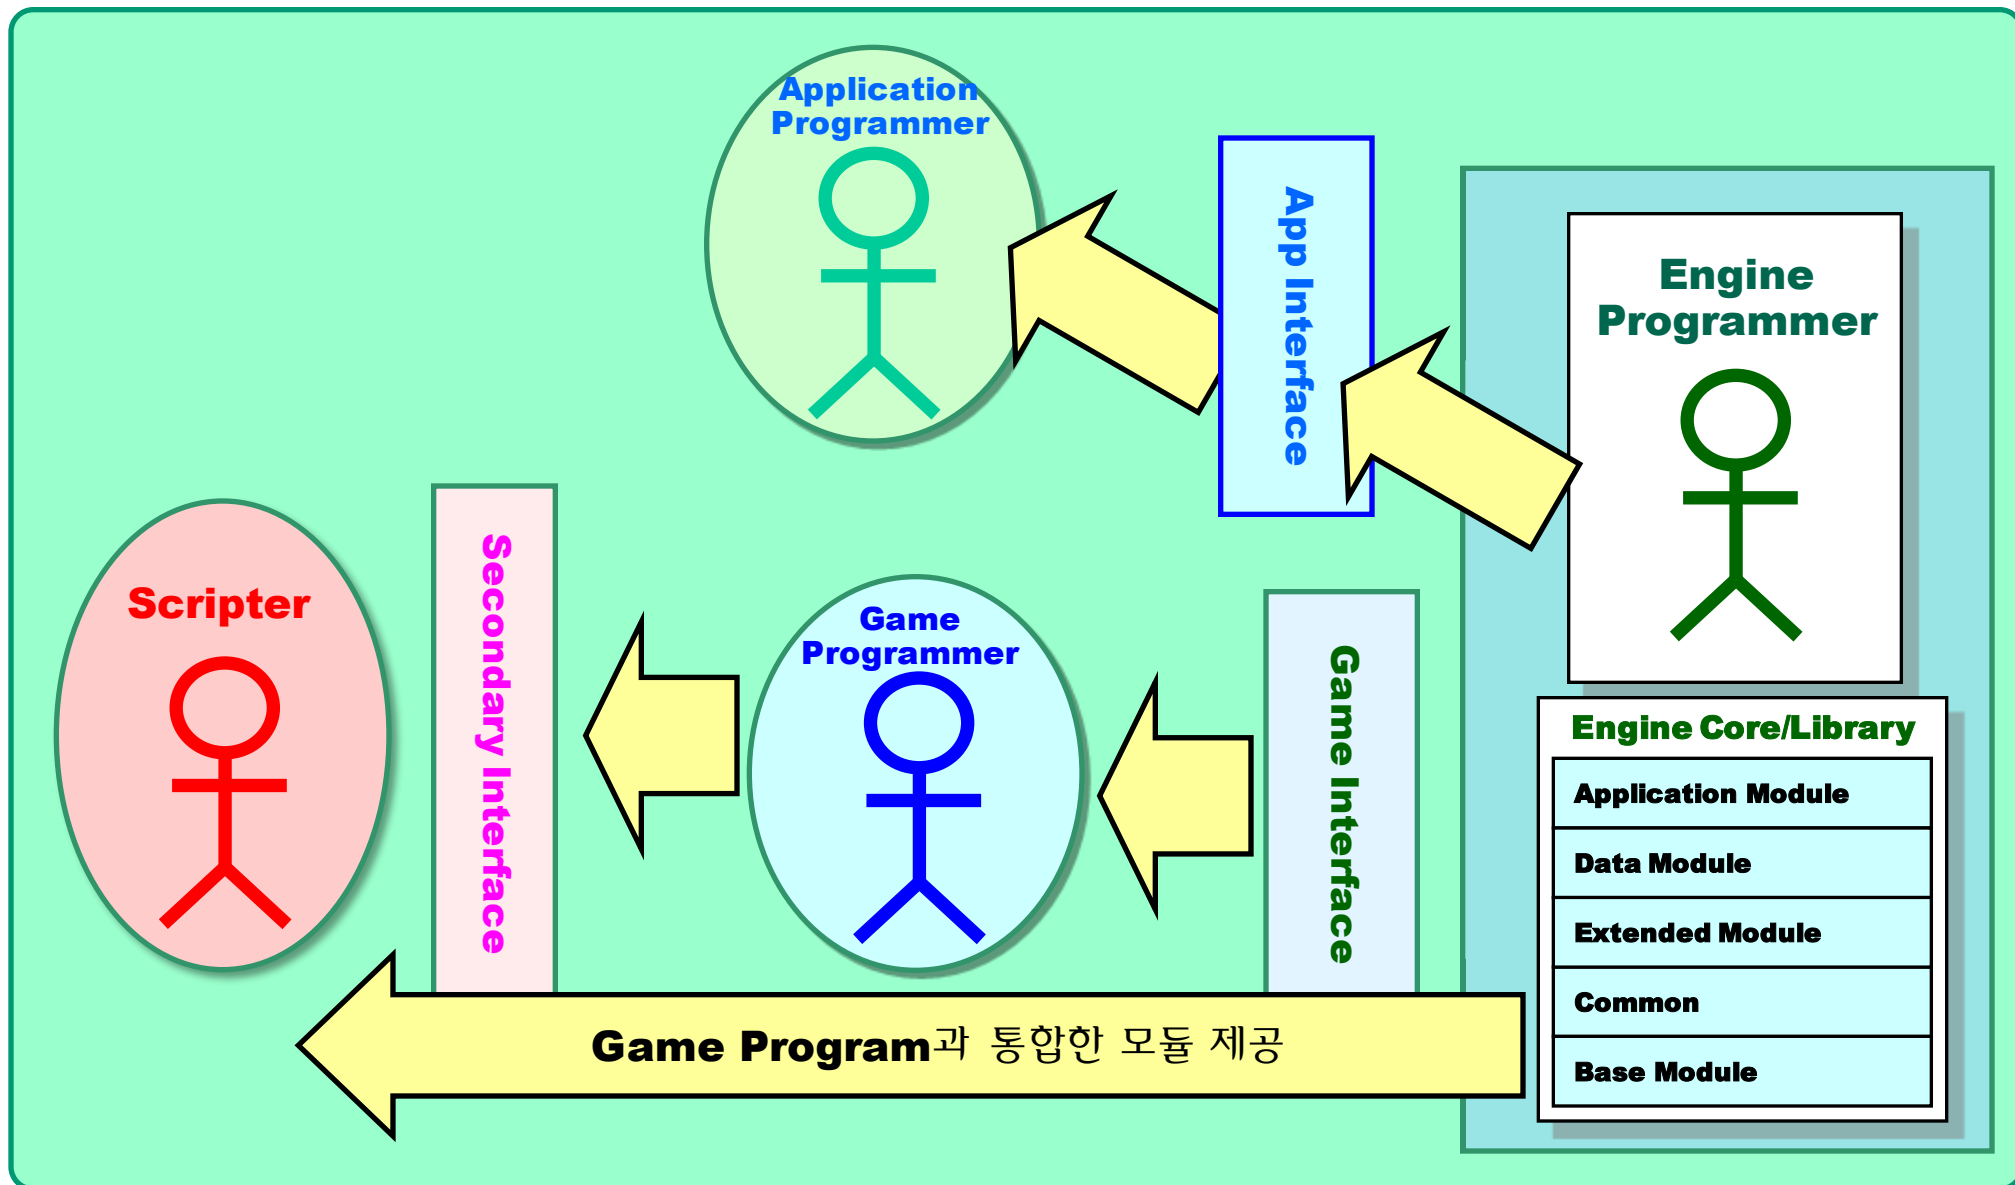 Application
Programmer
App Interface
Engine
Programmer
Scripter
Secondary Interface
Game
Programmer
Game Interface
Engine Core/Library
Application Module
Data Module
Extended Module
Common
Base Module
Game Program과 통합한 모듈 제공